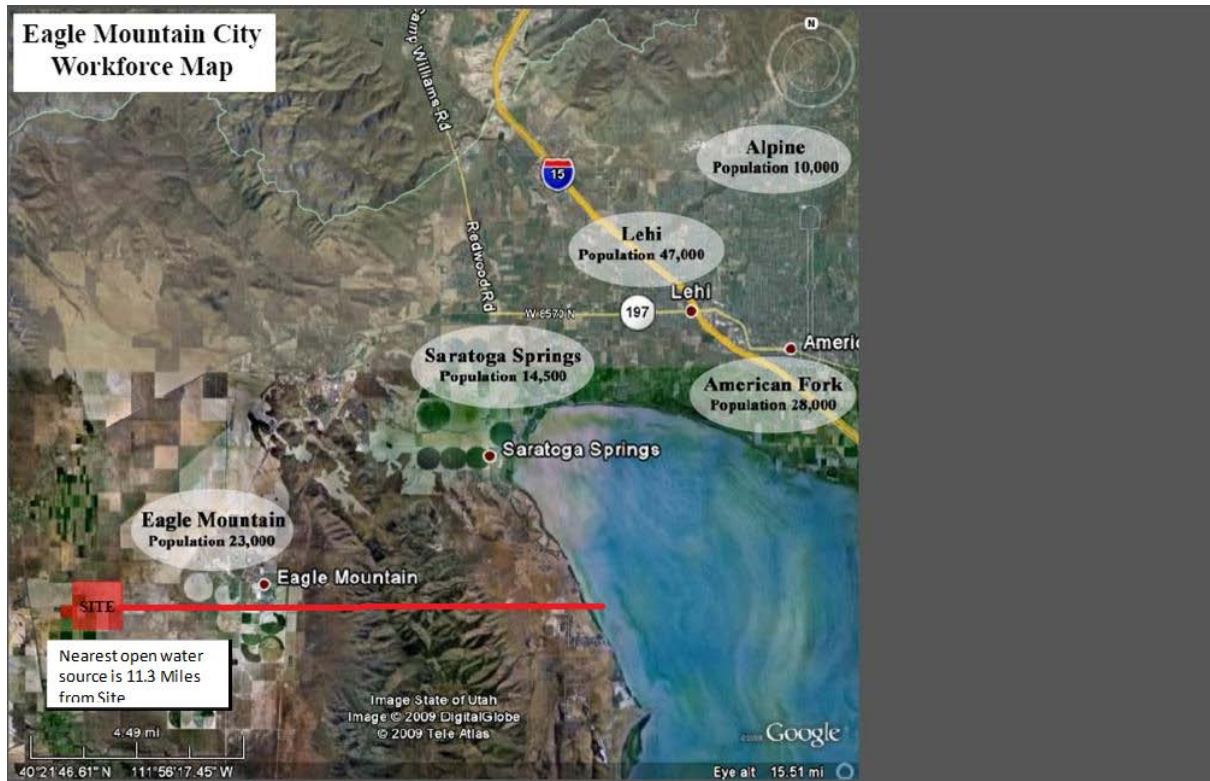 Eagle Mountain City
Workforce Map
N
Camp Williams Rd
Alpine
Population 10,000
15
Redwood Rd
Lehi
Population 47,000
Lehi
W 8570 N
197
Americ
Saratoga Springs
Population 14,500
American Fork
Population 28,000
Saratoga Springs
Eagle Mountain
Population 23,000
Eagle Mountain
SITE
Nearest open water
source is 11.3 Miles
from Site
Image State of Utah
Image © 2009 DigitalGlobe
© 2009 Tele Atlas
4.49 mi
Google
40°21'46.61" N 111°56'17.45" W
Eye alt 15.51 mi